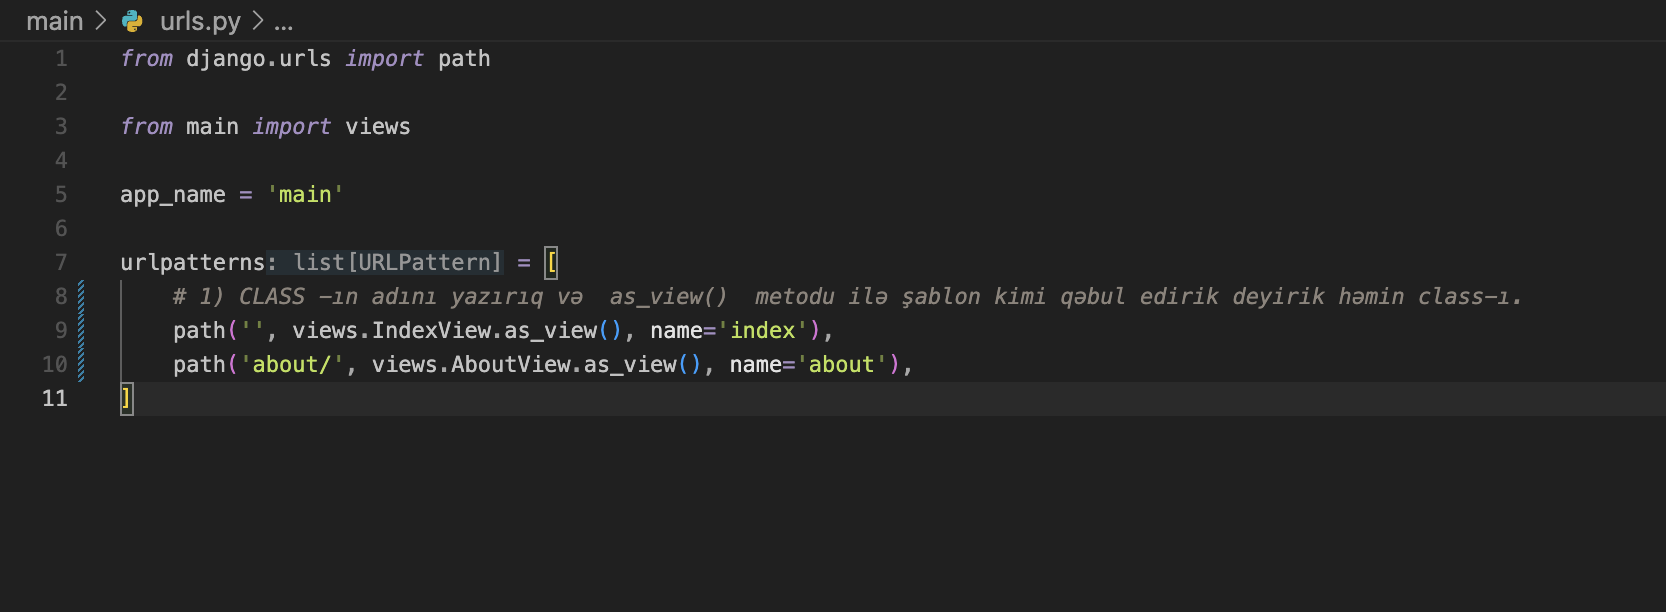 main > urls.py > ...
1 from django.urls import path
2
3 from main import views
4
5 app_name = 'main'
6
7 urlpatterns: list[URLPattern] = [
8     # 1) CLASS -ın adını yazırıq və  as_view()  metodu ilə şablon kimi qəbul edirik deyirik həmin class-ı.
9     path('', views.IndexView.as_view(), name='index'),
10     path('about/', views.AboutView.as_view(), name='about'),
11 ]